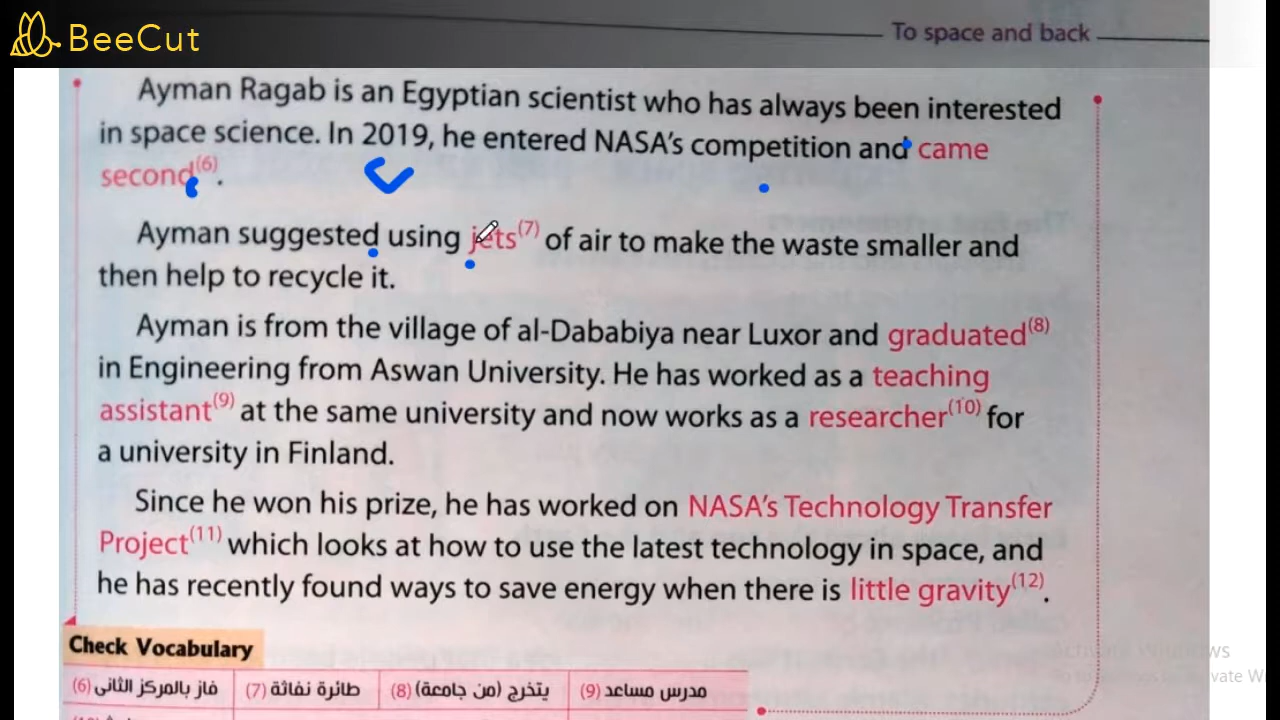 BeeCut
To space and back
Ayman Ragab is an Egyptian scientist who has always been interested
in space science. In 2019, he entered NASA's competition and came
second(6).
Ayman suggested using jets(7) of air to make the waste smaller and
then help to recycle it.
Ayman is from the village of al-Dababiya near Luxor and graduated(8)
in Engineering from Aswan University. He has worked as a teaching
assistant(9) at the same university and now works as a researcher(10) for
a university in Finland.
Since he won his prize, he has worked on NASA's Technology Transfer
Project(11) which looks at how to use the latest technology in space, and
he has recently found ways to save energy when there is little gravity(12).
Check Vocabulary
(6) فاز بالمركز الثانى (7) طائرة نفاثة (8) يتخرج (من جامعة) (9) مدرس مساعد
Activate Windows